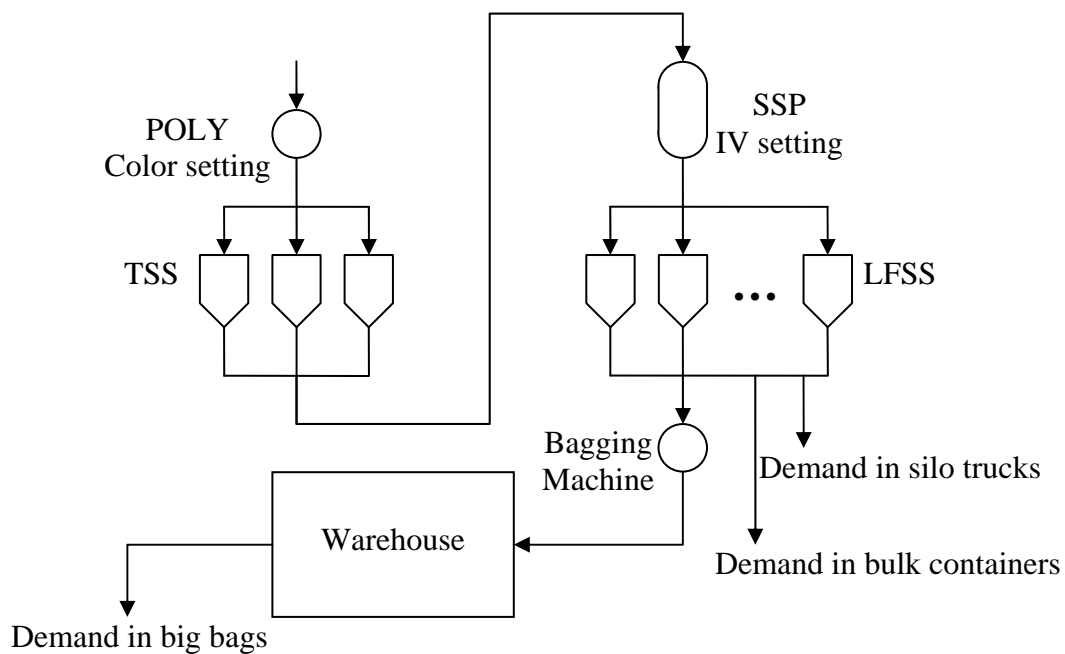 POLY
Color setting
SSP
IV setting
TSS
LFSS
Bagging
Machine
Demand in silo trucks
Warehouse
Demand in bulk containers
Demand in big bags